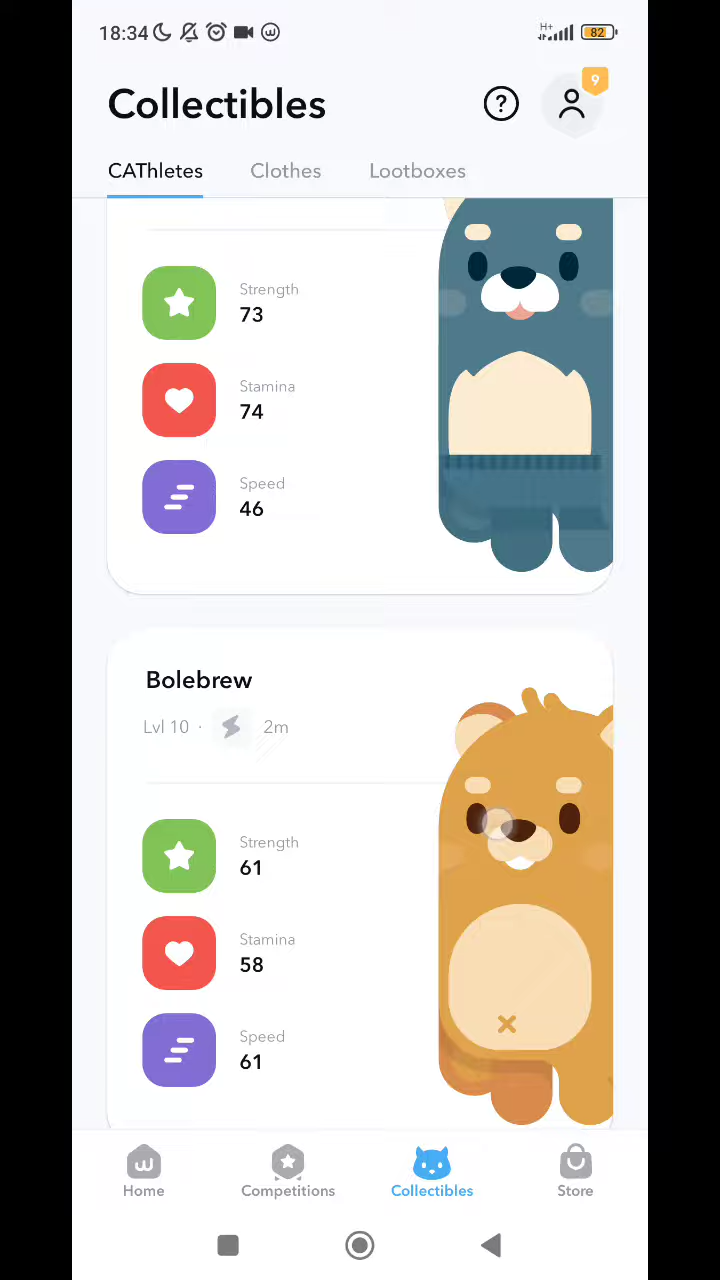 18:34 H+ 82
Collectibles ? 9
CAThletes Clothes Lootboxes
Strength
73
Stamina
74
Speed
46
Bolebrew
Lvl 10 · 2m
Strength
61
Stamina
58
Speed
61
Home Competitions Collectibles Store